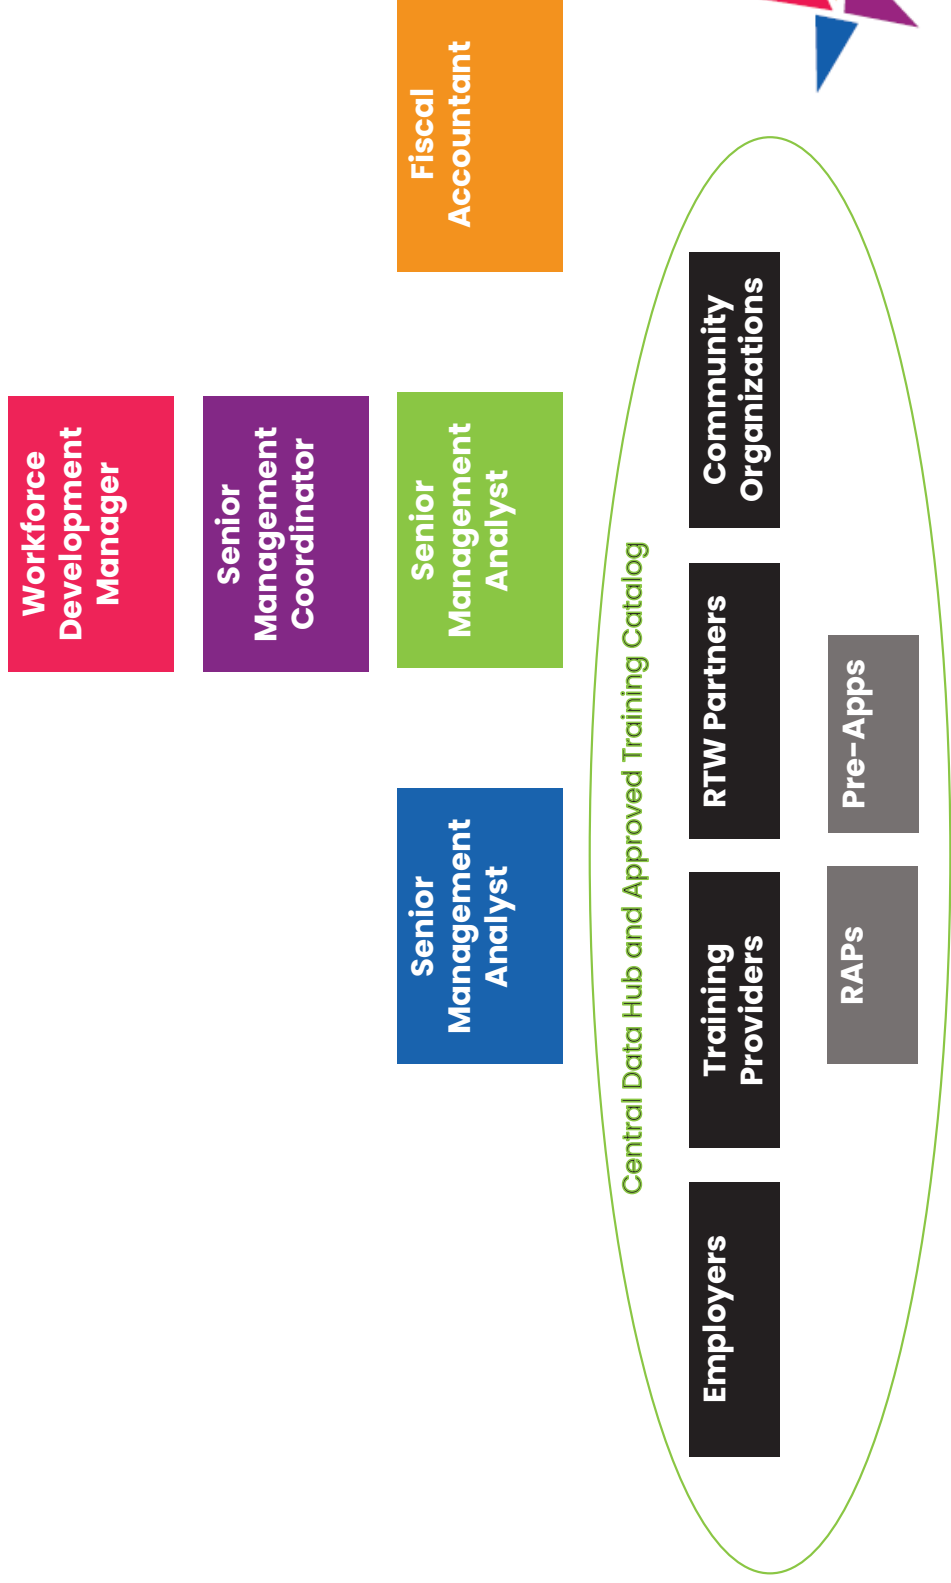 Workforce
Development
Manager
Senior
Management
Coordinator
Senior
Management
Analyst
Senior
Management
Analyst
Fiscal
Accountant
Central Data Hub and Approved Training Catalog
Employers
Training
Providers
RTW Partners
Community
Organizations
RAPs
Pre-Apps